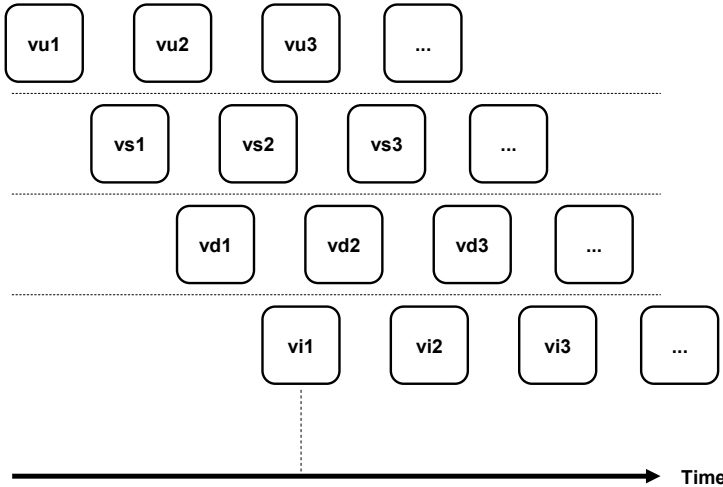 vu1 vu2 vu3 ...
vs1 vs2 vs3 ...
vd1 vd2 vd3 ...
vi1 vi2 vi3 ...
Time